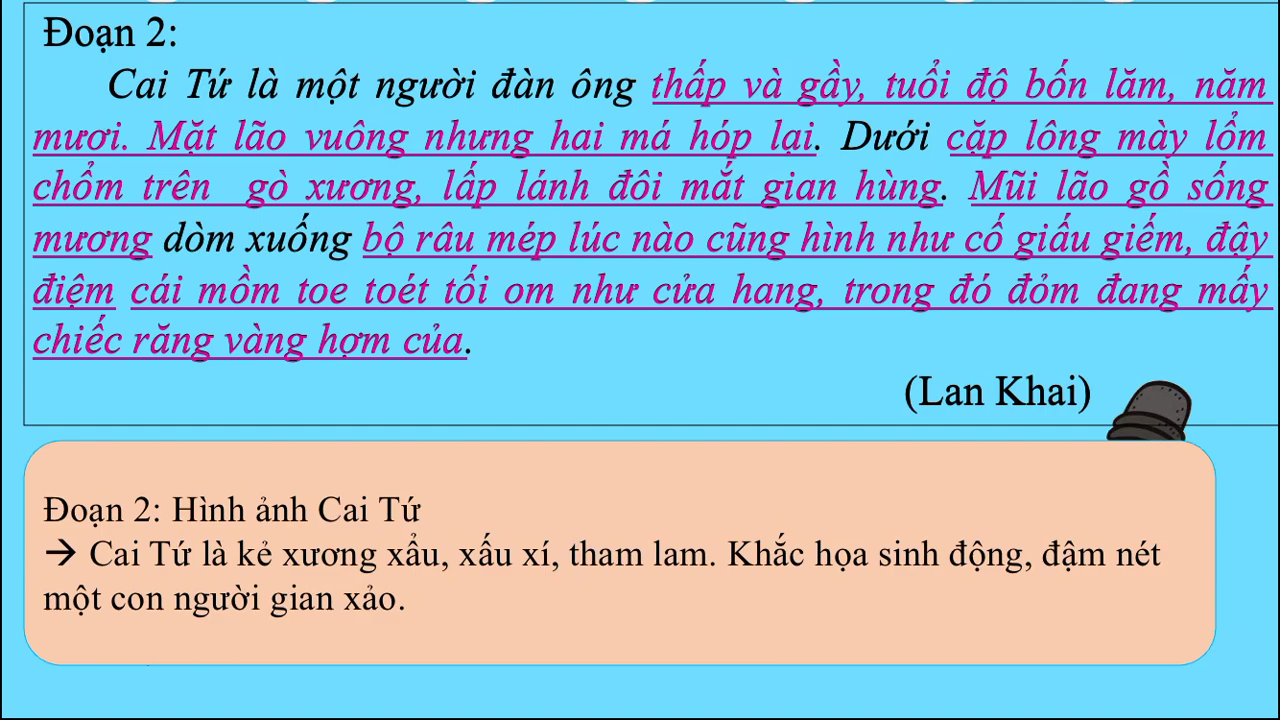 Đoạn 2:
Cai Tứ là một người đàn ông thấp và gầy, tuổi độ bốn lăm, năm
mươi. Mặt lão vuông nhưng hai má hóp lại. Dưới cặp lông mày lổm
chổm trên gò xương, lấp lánh đôi mắt gian hùng. Mũi lão gồ sống
mương dòm xuống bộ râu mép lúc nào cũng hình như cố giấu giếm, đậy
điệm cái mồm toe toét tối om như cửa hang, trong đó đỏm đang mấy
chiếc răng vàng hợm của.
(Lan Khai)
Đoạn 2: Hình ảnh Cai Tứ
→ Cai Tứ là kẻ xương xẩu, xấu xí, tham lam. Khắc họa sinh động, đậm nét
một con người gian xảo.